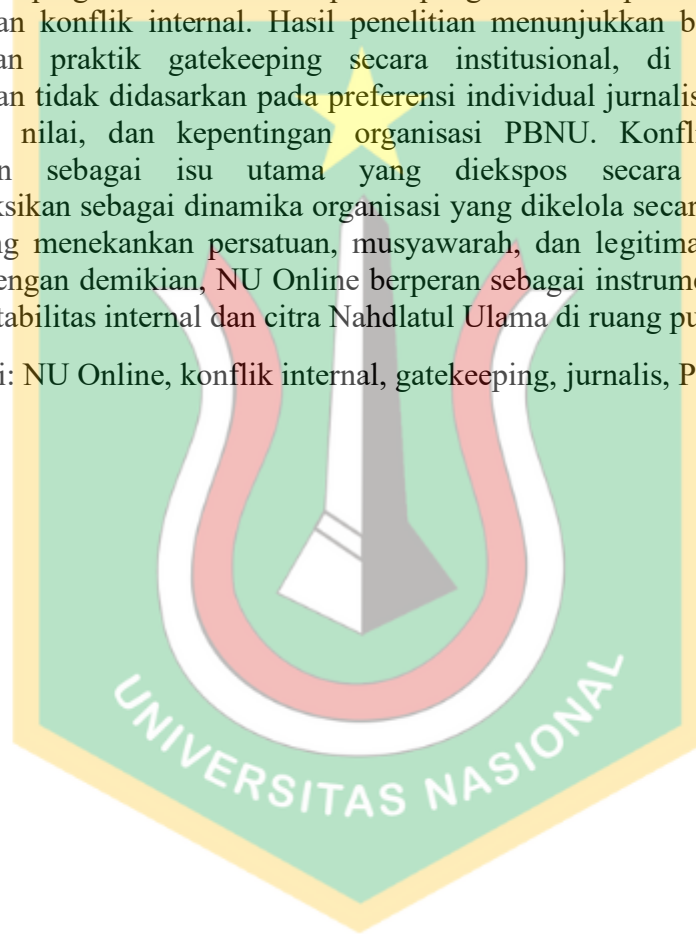 an konflik internal. Hasil penelitian menunjukkan b
an praktik gatekeeping secara institusional, di
an tidak didasarkan pada preferensi individual jurnalis
nilai, dan kepentingan organisasi PBNU. Konfl
n sebagai isu utama yang diekspos secara
ksikan sebagai dinamika organisasi yang dikelola secar
ng menekankan persatuan, musyawarah, dan legitima
engan demikian, NU Online berperan sebagai instrume
tabilitas internal dan citra Nahdlatul Ulama di ruang pu
i: NU Online, konflik internal, gatekeeping, jurnalis, P
UNIVERSITAS NASIONAL